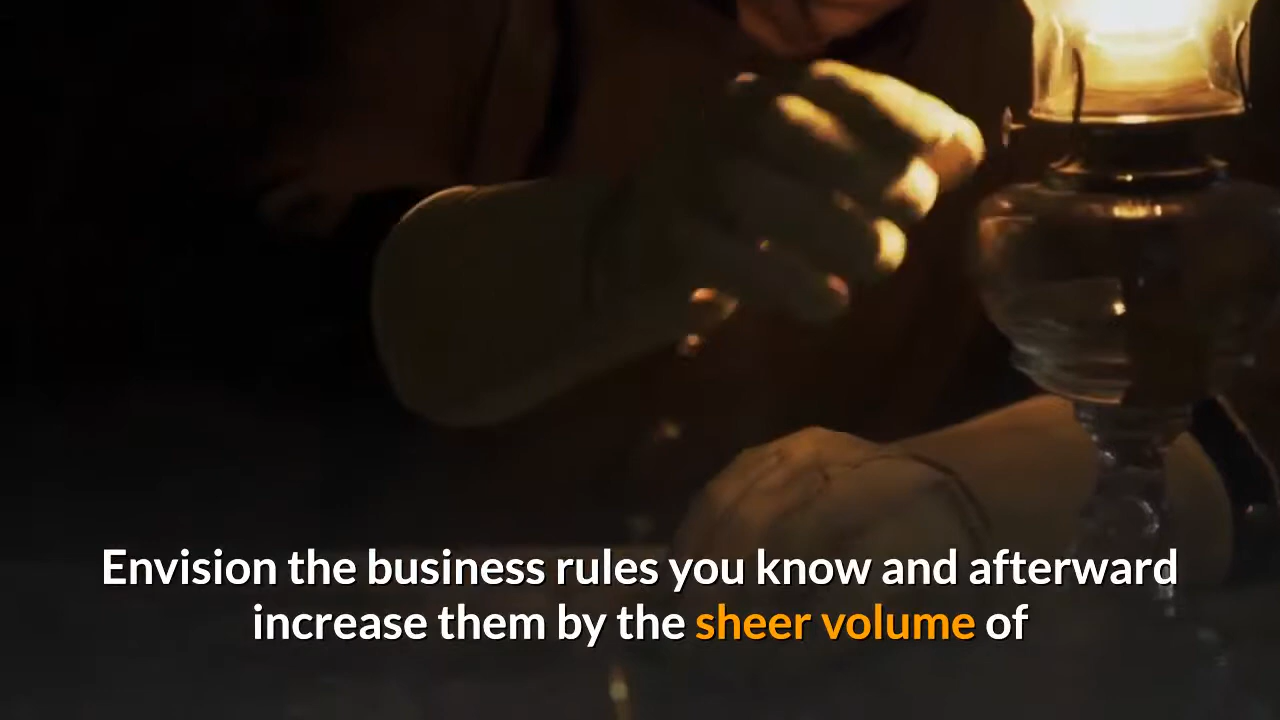 Envision the business rules you know and afterward
increase them by the sheer volume of